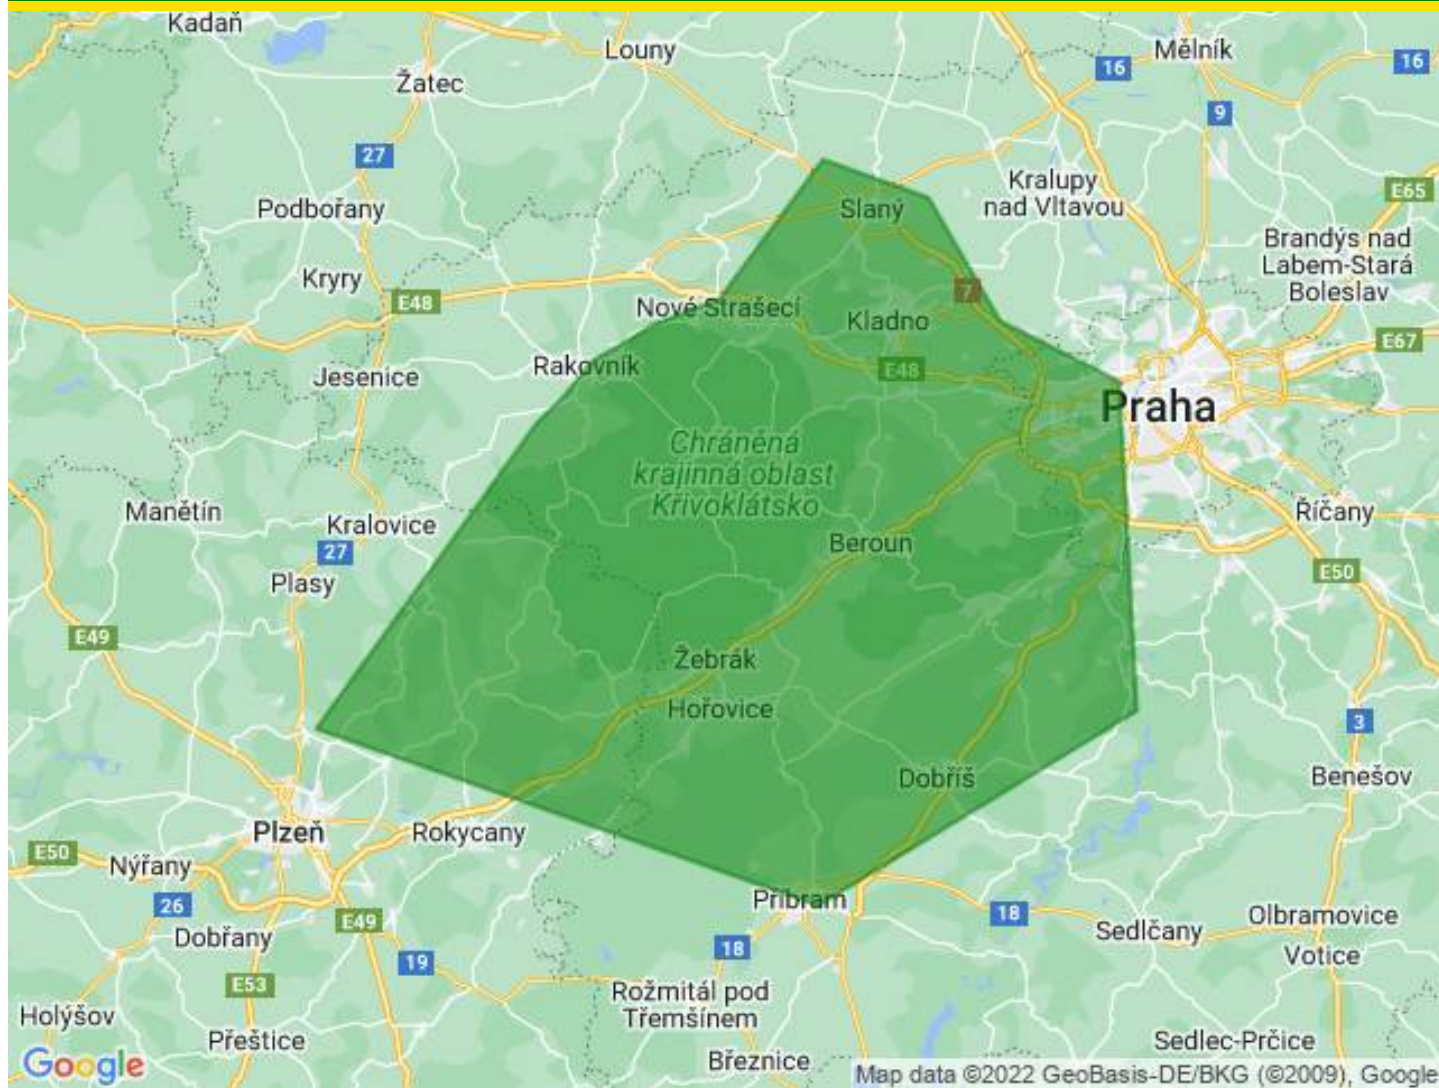 Kadaň
Louny
Mělník
16
16
Žatec
9
27
Kralupy
nad Vltavou
E65
Podbořany
Slaný
Brandýs nad
Labem-Stará
Boleslav
Kryry
E48
7
Nové Strašecí
Kladno
E67
Rakovník
E48
Jesenice
Praha
Chráněná
krajinná oblast
Křivoklátsko
Manětín
Kralovice
Říčany
27
Beroun
E50
Plasy
E49
Žebrák
Hořovice
3
Dobříš
Benešov
Plzeň
Rokycany
E50
Nýřany
26
E49
Příbram
18
Olbramovice
Sedlčany
Dobřany
18
Votice
19
E53
Rožmitál pod
Třemšínem
Holýšov
Přeštice
Sedlec-Prčice
Březnice
Google
Map data ©2022 GeoBasis-DE/BKG (©2009), Google